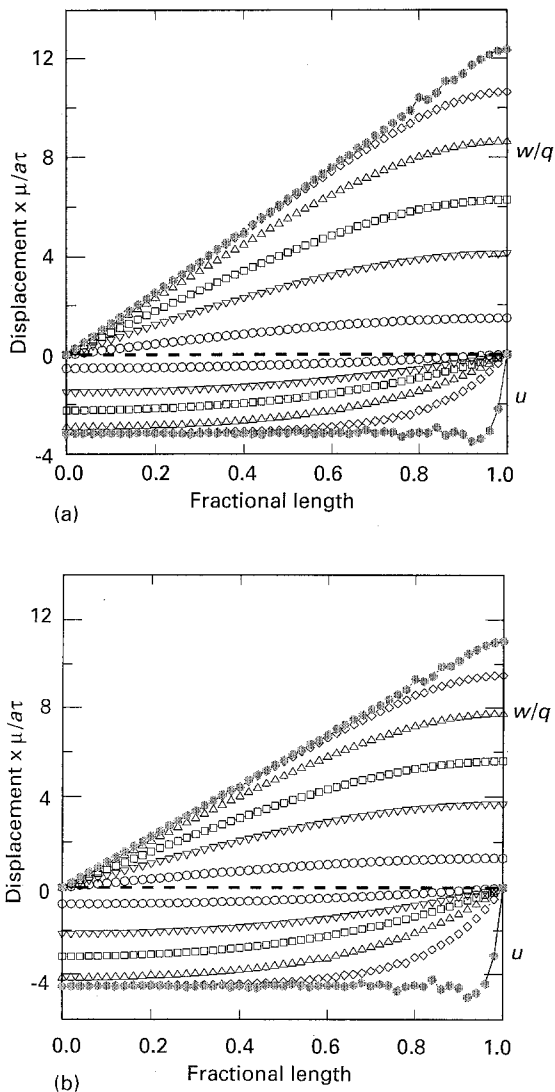 12
8
4
0
-4
Displacement x μ/aτ
w/q
u
0.0 0.2 0.4 0.6 0.8 1.0
Fractional length
(a)
12
8
4
0
-4
Displacement x μ/aτ
w/q
u
0.0 0.2 0.4 0.6 0.8 1.0
Fractional length
(b)